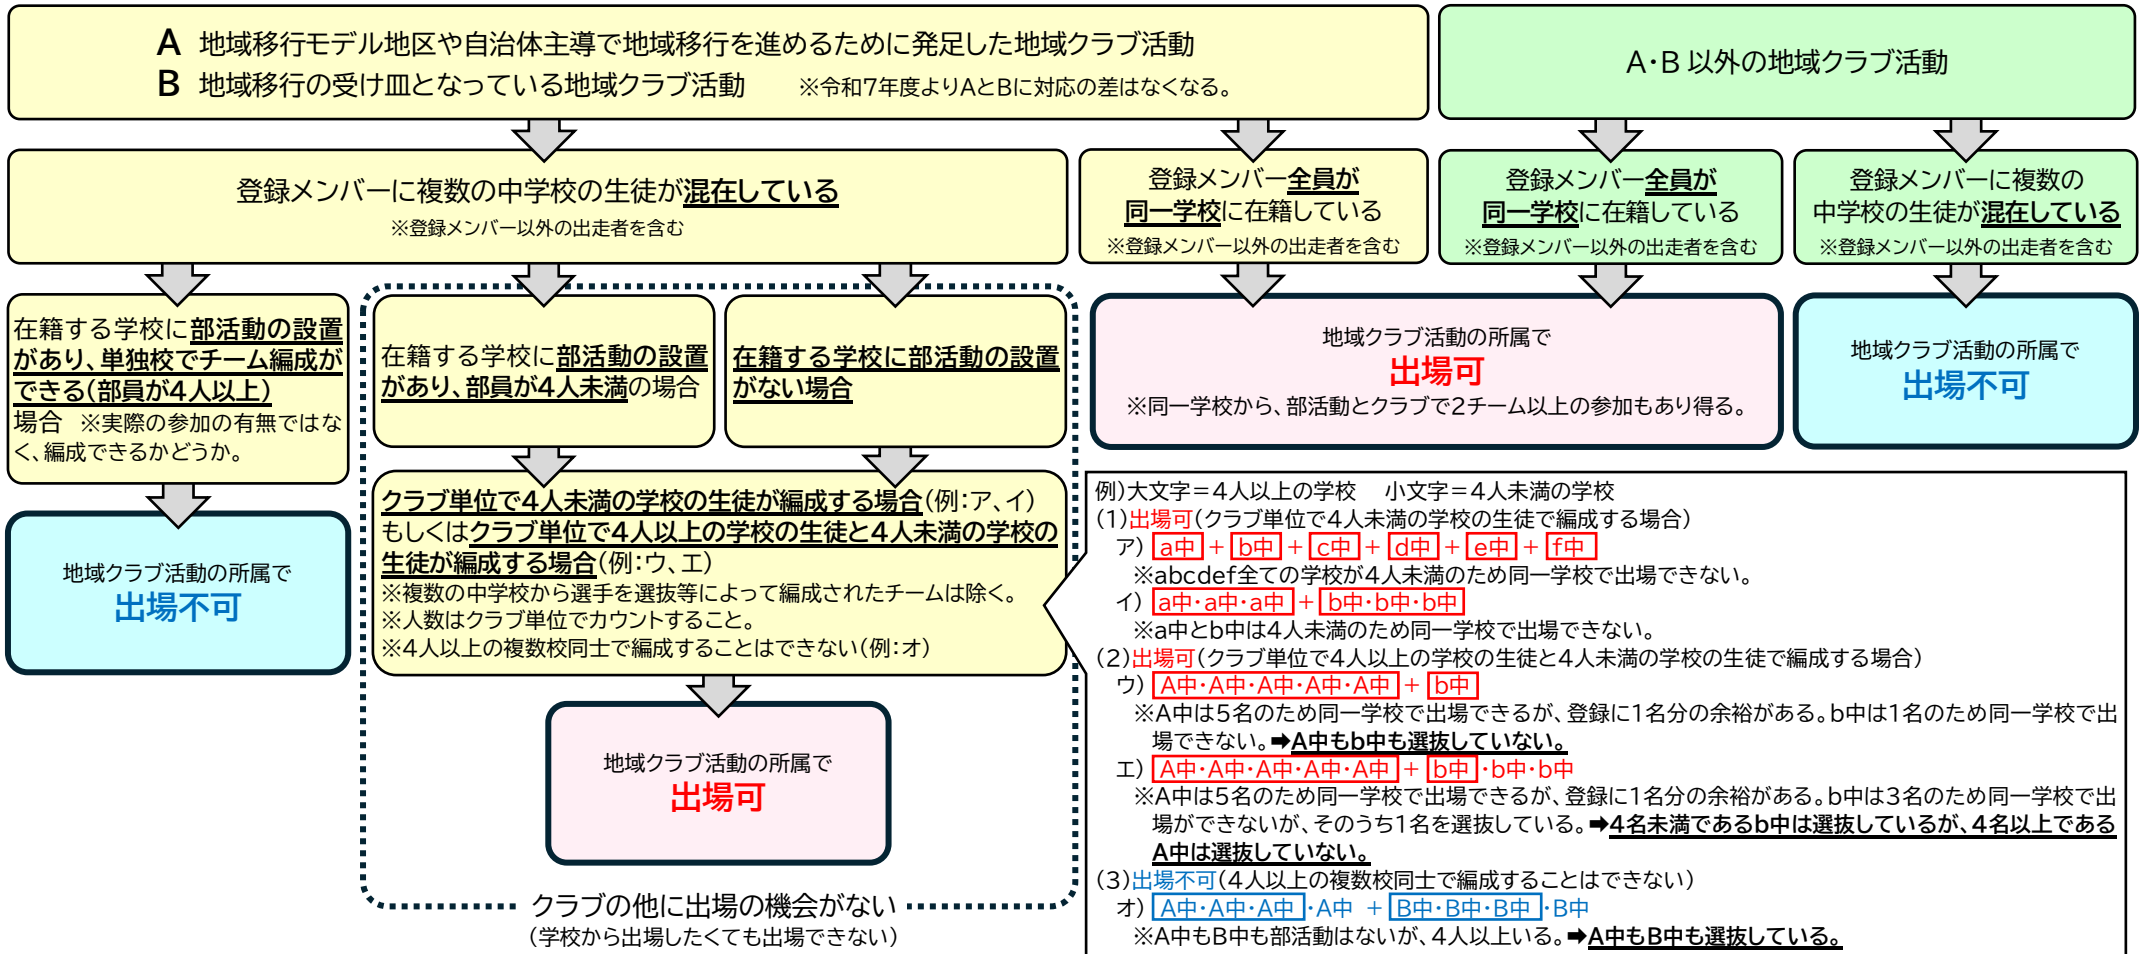 A 地域移行モデル地区や自治体主導で地域移行を進めるために発足した地域クラブ活動
B 地域移行の受け皿となっている地域クラブ活動 ※令和7年度よりAとBに対応の差はなくなる。
A・B 以外の地域クラブ活動
登録メンバーに複数の中学校の生徒が混在している
※登録メンバー以外の出走者を含む
登録メンバー全員が
同一学校に在籍している
※登録メンバー以外の出走者を含む
登録メンバー全員が
同一学校に在籍している
※登録メンバー以外の出走者を含む
登録メンバーに複数の
中学校の生徒が混在している
※登録メンバー以外の出走者を含む
在籍する学校に部活動の設置
があり、単独校でチーム編成が
できる(部員が4人以上)
場合 ※実際の参加の有無ではな
く、編成できるかどうか。
在籍する学校に部活動の設置
があり、部員が4人未満の場合
在籍する学校に部活動の設置
がない場合
地域クラブ活動の所属で
出場可
※同一学校から、部活動とクラブで2チーム以上の参加もあり得る。
地域クラブ活動の所属で
出場不可
地域クラブ活動の所属で
出場不可
クラブ単位で4人未満の学校の生徒が編成する場合(例:ア、イ)
もしくはクラブ単位で4人以上の学校の生徒と4人未満の学校の
生徒が編成する場合(例:ウ、エ)
※複数の中学校から選手を選抜等によって編成されたチームは除く。
※人数はクラブ単位でカウントすること。
※4人以上の複数校同士で編成することはできない(例:オ)
地域クラブ活動の所属で
出場可
クラブの他に出場の機会がない
(学校から出場したくても出場できない)
例)大文字=4人以上の学校 小文字=4人未満の学校
(1)出場可(クラブ単位で4人未満の学校の生徒で編成する場合)
ア) a中 + b中 + c中 + d中 + e中 + f中
※abcdef全ての学校が4人未満のため同一学校で出場できない。
イ) a中・a中・a中 + b中・b中・b中
※a中とb中は4人未満のため同一学校で出場できない。
(2)出場可(クラブ単位で4人以上の学校の生徒と4人未満の学校の生徒で編成する場合)
ウ) A中・A中・A中・A中・A中 + b中
※A中は5名のため同一学校で出場できるが、登録に1名分の余裕がある。b中は1名のため同一学校で出
場できない。➡A中もb中も選抜していない。
エ) A中・A中・A中・A中・A中 + b中・b中・b中
※A中は5名のため同一学校で出場できるが、登録に1名分の余裕がある。b中は3名のため同一学校で出
場ができないが、そのうち1名を選抜している。➡4名未満であるb中は選抜しているが、4名以上である
A中は選抜していない。
(3)出場不可(4人以上の複数校同士で編成することはできない)
オ) A中・A中・A中・A中 + B中・B中・B中・B中
※A中もB中も部活動はないが、4人以上いる。➡A中もB中も選抜している。